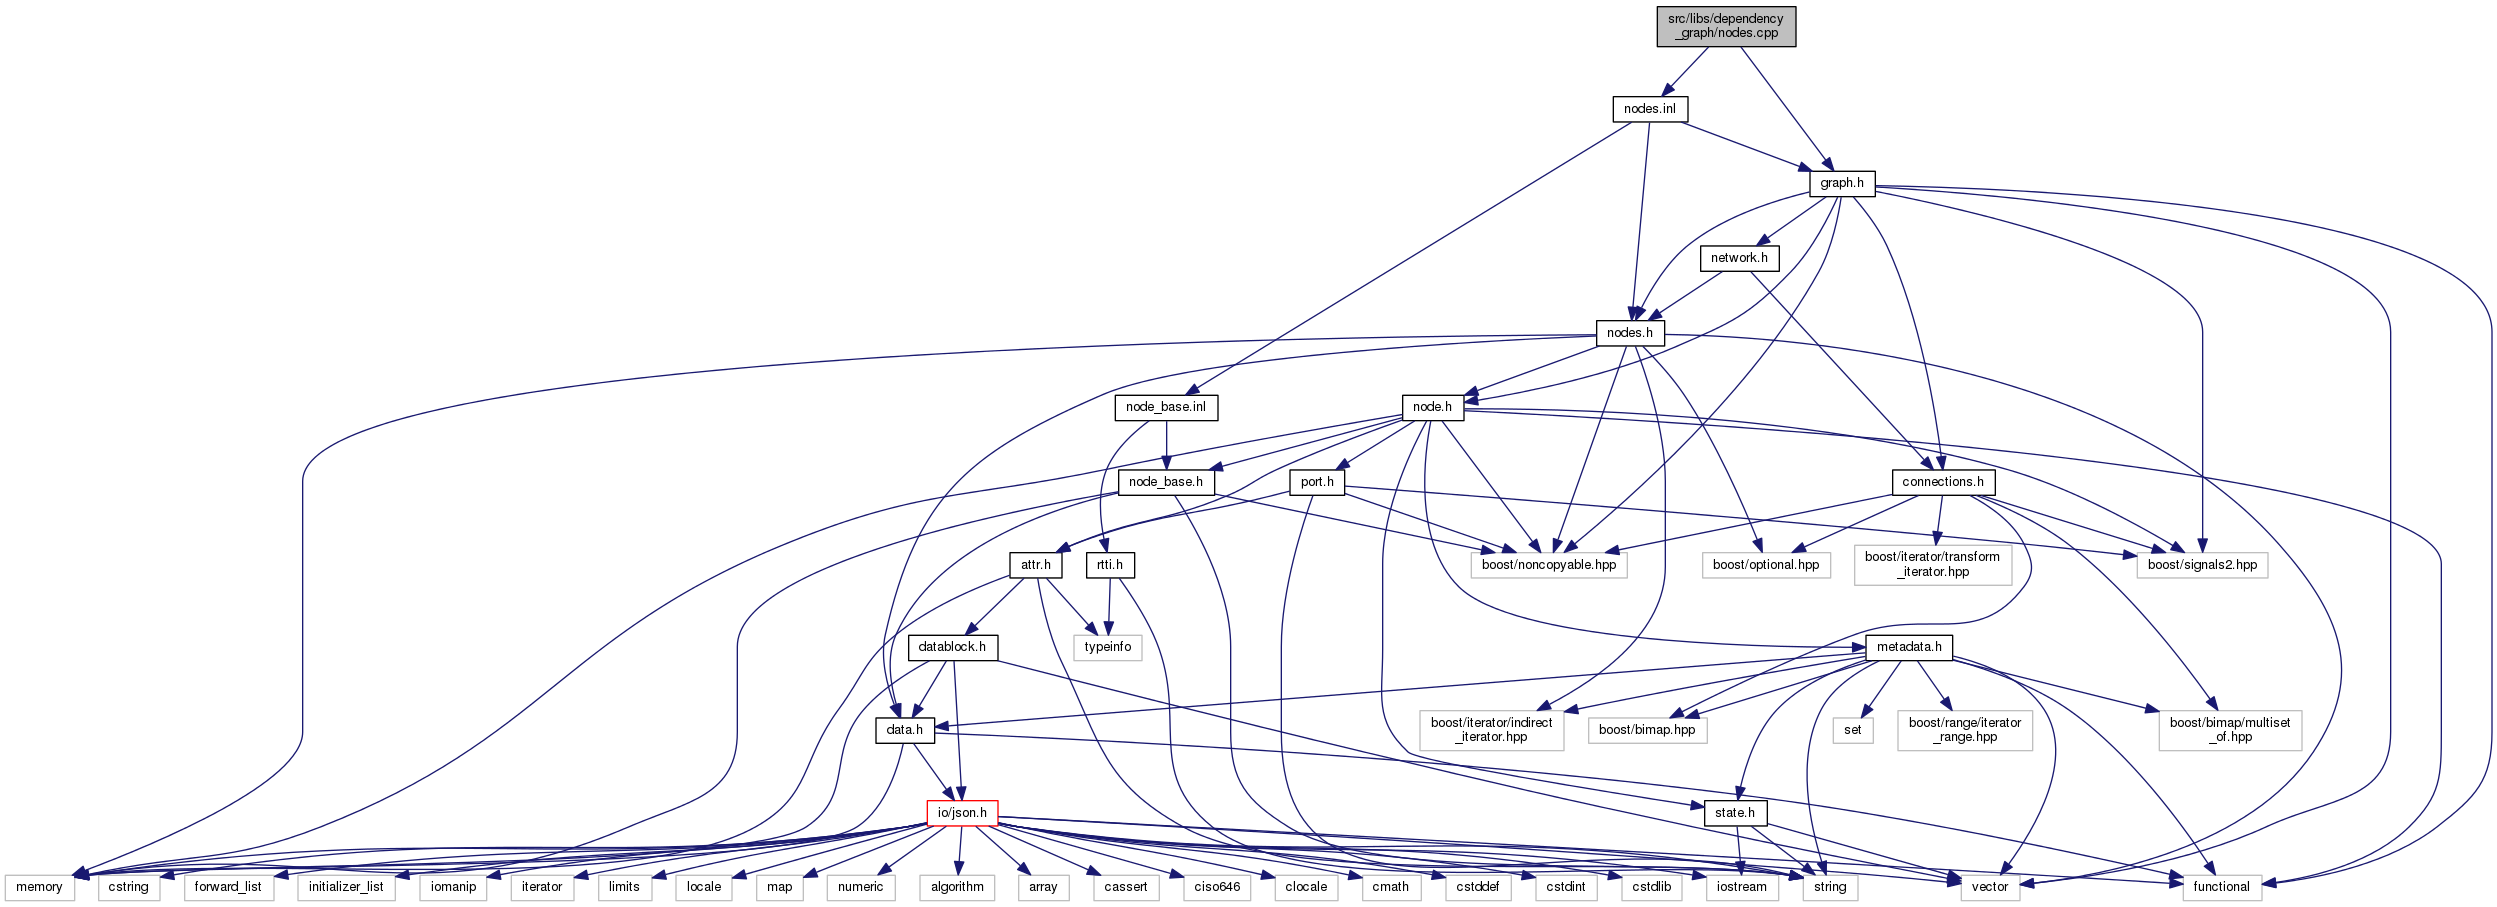 src/libs/dependency
_graph/nodes.cpp
nodes.inl
graph.h
network.h
nodes.h
node_base.inl
node.h
node_base.h
port.h
connections.h
attr.h
rtti.h
boost/noncopyable.hpp
boost/optional.hpp
boost/iterator/transform
_iterator.hpp
boost/signals2.hpp
datablock.h
typeinfo
metadata.h
data.h
boost/iterator/indirect
_iterator.hpp
boost/bimap.hpp
set
boost/range/iterator
_range.hpp
boost/bimap/multiset
_of.hpp
io/json.h
state.h
memory
cstring
forward_list
initializer_list
iomanip
iterator
limits
locale
map
numeric
algorithm
array
cassert
ciso646
clocale
cmath
cstddef
cstdint
cstdlib
iostream
string
vector
functional